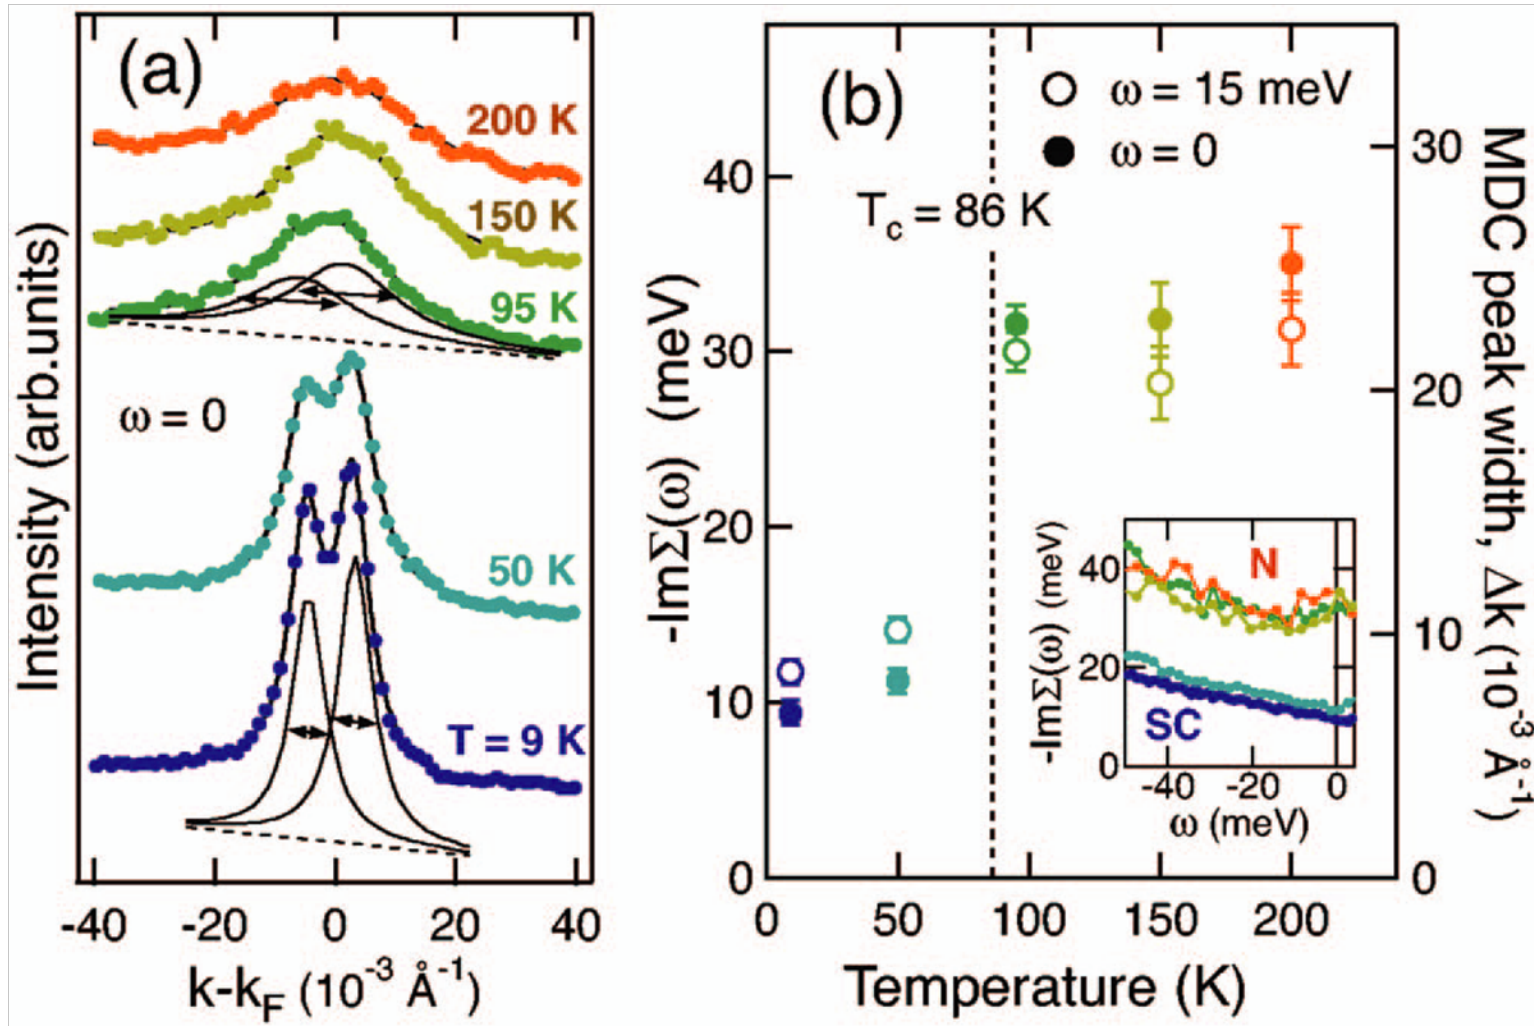 (a)
200 K
150 K
95 K
ω = 0
50 K
T = 9 K
Intensity (arb.units)
-40 -20 0 20 40
k-k_F (10^-3 Å^-1)
(b)
ω = 15 meV
ω = 0
T_c = 86 K
-ImΣ(ω) (meV)
40
30
20
10
0
0 50 100 150 200
Temperature (K)
30
20
10
0
MDC peak width, Δk (10^-3 Å^-1)
N
SC
-ImΣ(ω) (meV)
40
20
0
-40 -20 0
ω (meV)